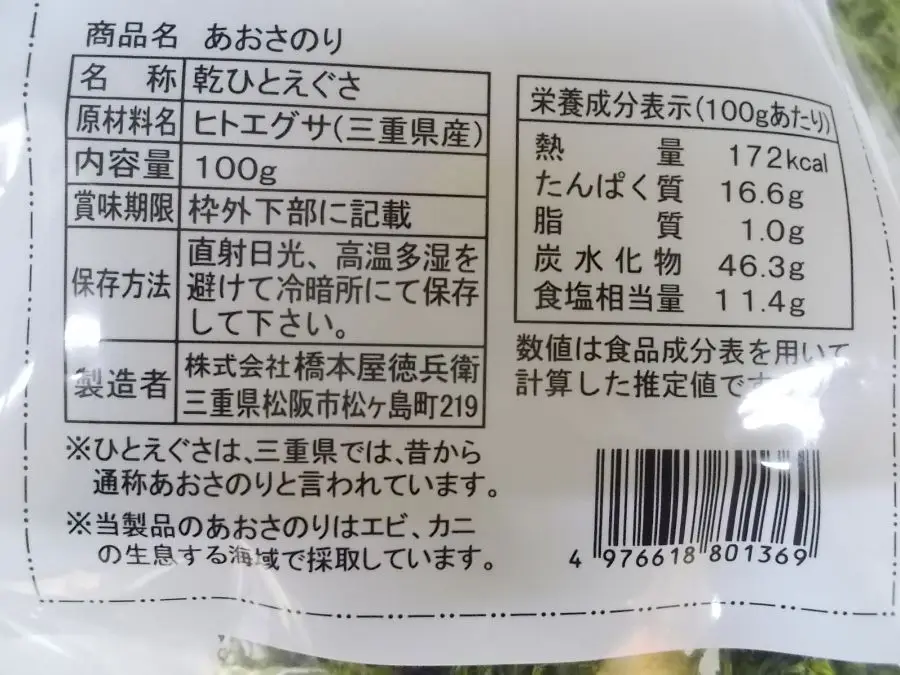 商品名 あおさのり
名 称 乾ひとえぐさ
原材料名 ヒトエグサ(三重県産)
内容量 100g
賞味期限 枠外下部に記載
保存方法 直射日光、高温多湿を
避けて冷暗所にて保存
して下さい。
製造者 株式会社橋本屋徳兵衛
三重県松阪市松ヶ島町219
※ひとえぐさは、三重県では、昔から
通称あおさのりと言われています。
※当製品のあおさのりはエビ、カニ
の生息する海域で採取しています。
栄養成分表示(100gあたり)
熱 量 172kcal
たんぱく質 16.6g
脂 質 1.0g
炭水化物 46.3g
食塩相当量 11.4g
数値は食品成分表を用いて
計算した推定値です
4 976618 801369